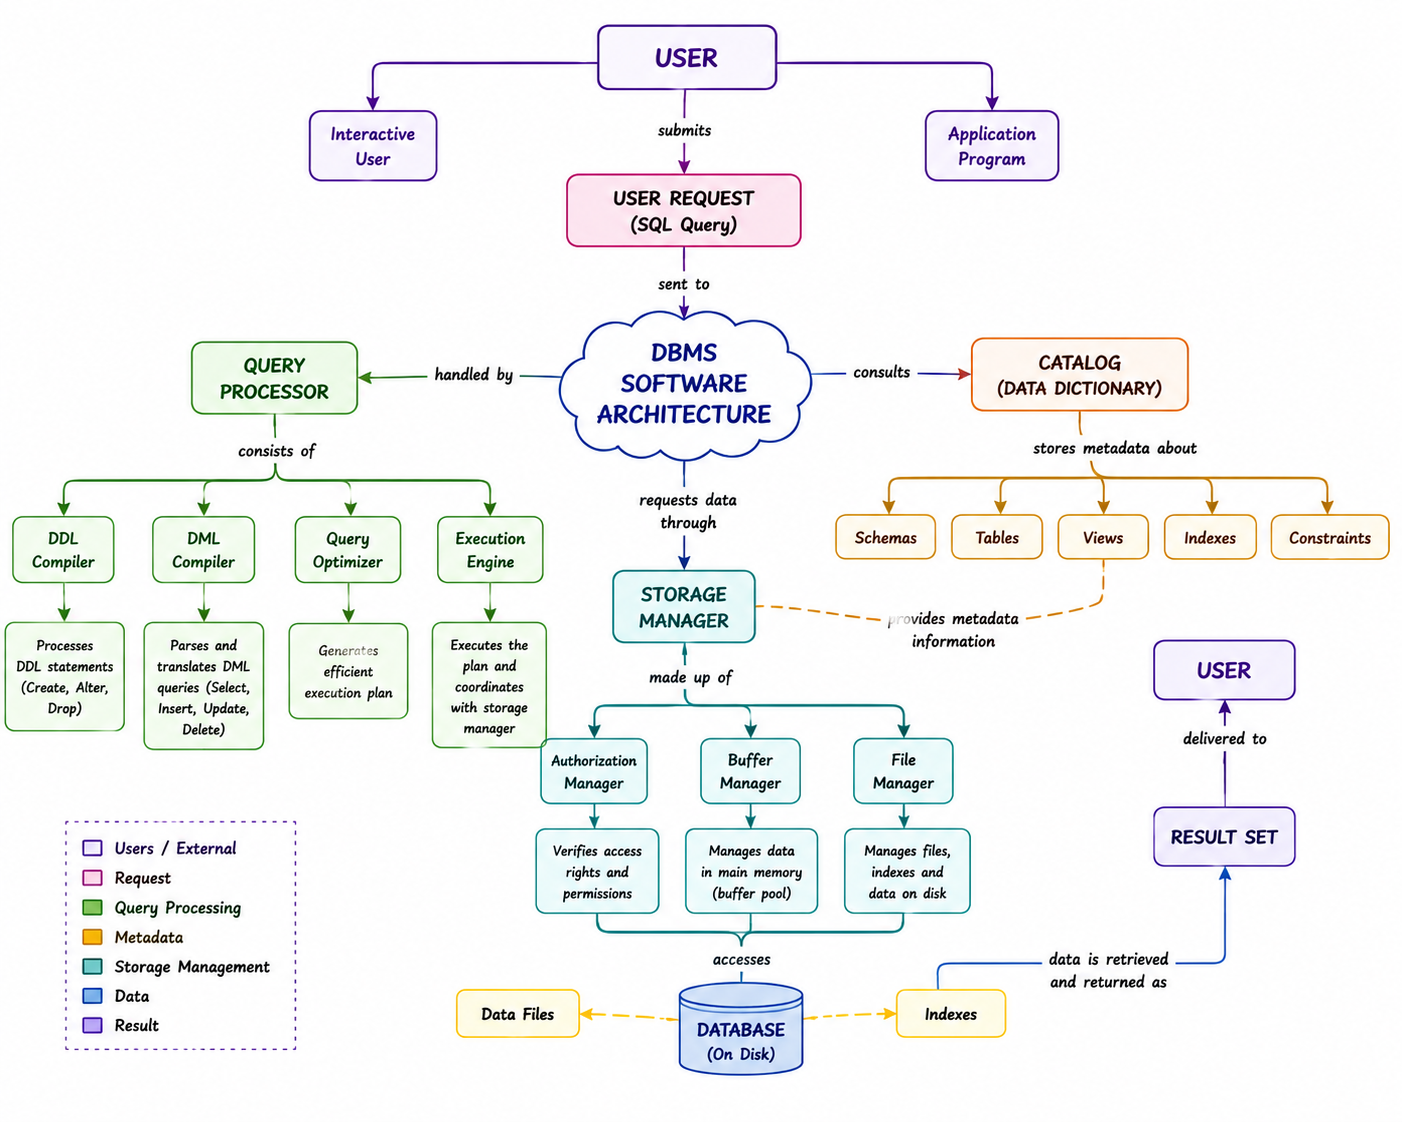 USER
Interactive
User
Application
Program
submits
USER REQUEST
(SQL Query)
sent to
DBMS
SOFTWARE
ARCHITECTURE
QUERY
PROCESSOR
handled by
consults
CATALOG
(DATA DICTIONARY)
consists of
stores metadata about
requests data
through
DDL
Compiler
DML
Compiler
Query
Optimizer
Execution
Engine
Schemas
Tables
Views
Indexes
Constraints
STORAGE
MANAGER
provides metadata
information
Processes
DDL statements
(Create, Alter,
Drop)
Parses and
translates DML
queries (Select,
Insert, Update,
Delete)
Generates
efficient
execution plan
Executes the
plan and
coordinates
with storage
manager
made up of
USER
delivered to
Authorization
Manager
Buffer
Manager
File
Manager
RESULT SET
Verifies access
rights and
permissions
Manages data
in main memory
(buffer pool)
Manages files,
indexes and
data on disk
Users / External
Request
Query Processing
Metadata
Storage Management
Data
Result
accesses
data is retrieved
and returned as
Data Files
DATABASE
(On Disk)
Indexes